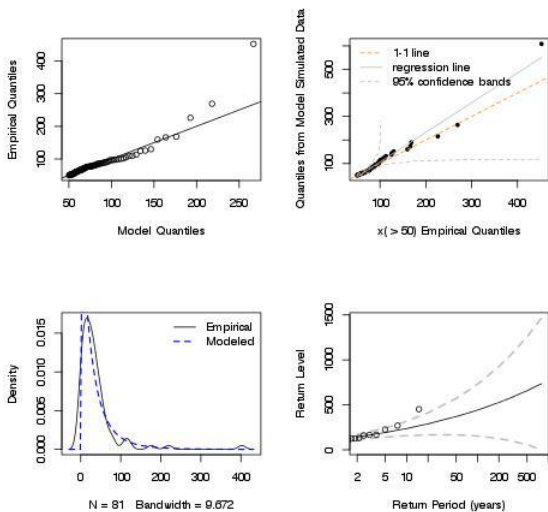 Empirical Quantiles
400
300
200
100
50
100
150
200
250
Model Quantiles
Quantiles from Model Simulated Data
500
300
100
1-1 line
regression line
95% confidence bands
100
200
300
400
x( > 50) Empirical Quantiles
Density
0.015
0.010
0.005
0.000
Empirical
Modeled
0
100
200
300
400
N = 81 Bandwidth = 9.672
Return Level
1500
1000
500
0
2
5
10
50
200
500
Return Period (years)